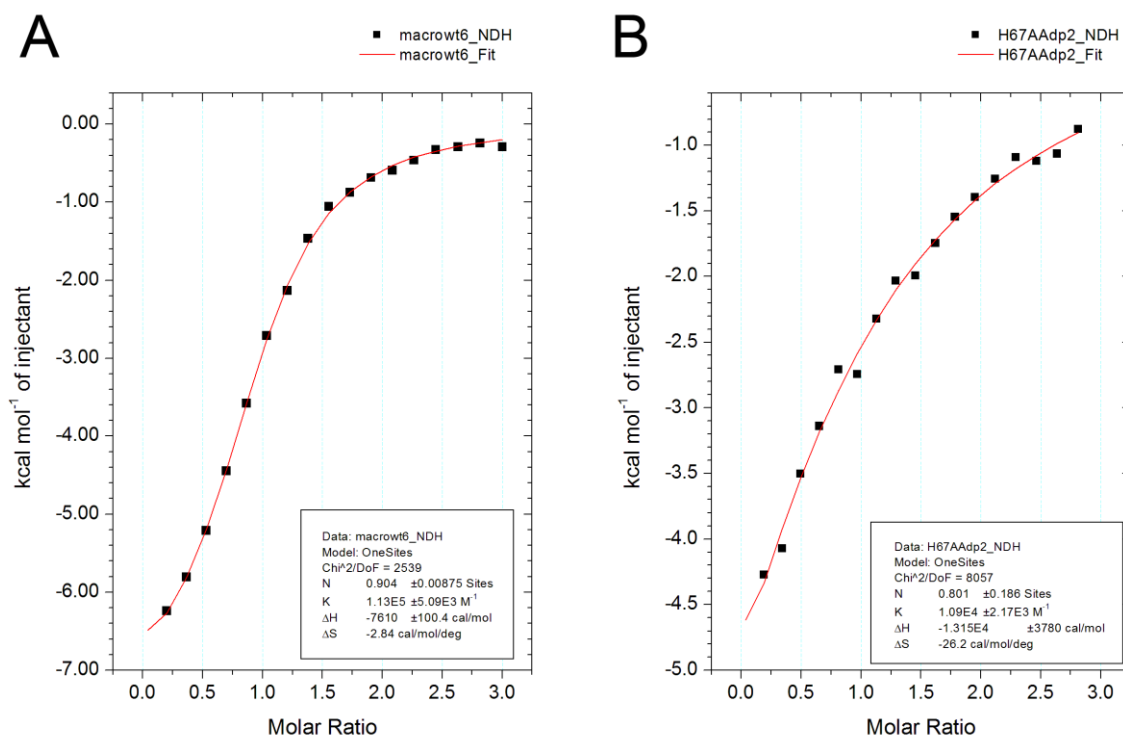 A
macrowt6_NDH
macrowt6_Fit
0.00
-1.00
-2.00
-3.00
-4.00
-5.00
-6.00
-7.00
kcal mol⁻¹ of injectant
Data: macrowt6_NDH
Model: OneSites
Chi^2/DoF = 2539
N 0.904 ±0.00875 Sites
K 1.13E5 ±5.09E3 M⁻¹
ΔH -7610 ±100.4 cal/mol
ΔS -2.84 cal/mol/deg
0.0 0.5 1.0 1.5 2.0 2.5 3.0
Molar Ratio
B
H67AAdp2_NDH
H67AAdp2_Fit
-1.0
-1.5
-2.0
-2.5
-3.0
-3.5
-4.0
-4.5
-5.0
kcal mol⁻¹ of injectant
Data: H67AAdp2_NDH
Model: OneSites
Chi^2/DoF = 8057
N 0.801 ±0.186 Sites
K 1.09E4 ±2.17E3 M⁻¹
ΔH -1.315E4 ±3780 cal/mol
ΔS -26.2 cal/mol/deg
0.0 0.5 1.0 1.5 2.0 2.5 3.0
Molar Ratio